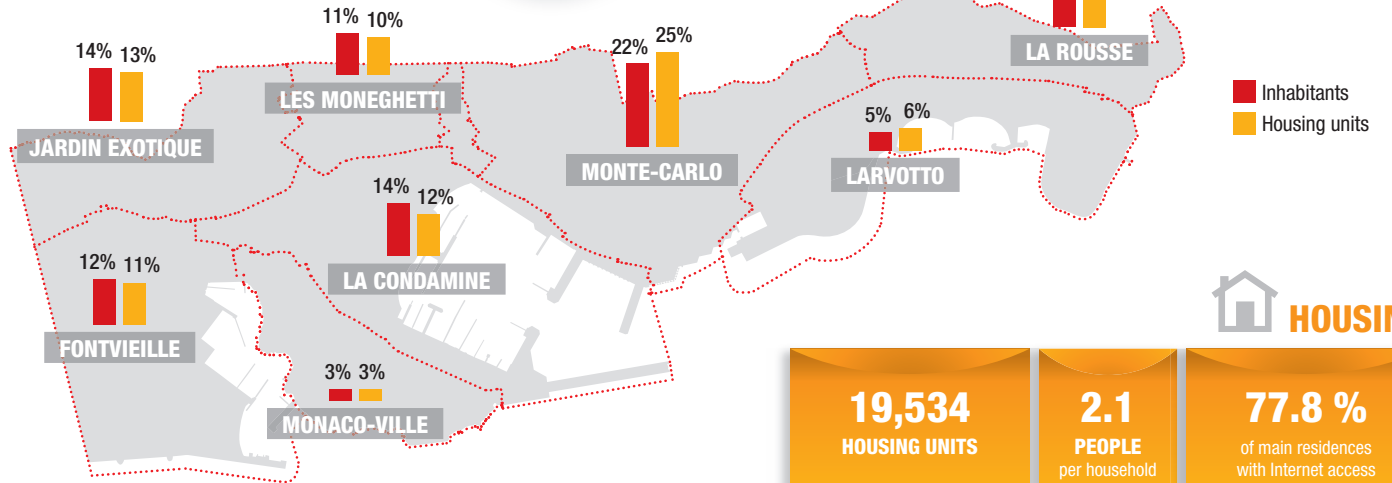 11% 10%
14% 13%
22% 25%
LA ROUSSE
LES MONEGHETTI
Inhabitants
5% 6%
Housing units
JARDIN EXOTIQUE
MONTE-CARLO
LARVOTTO
14% 12%
12% 11%
LA CONDAMINE
FONTVIEILLE
3% 3%
MONACO-VILLE
HOUSIN
19,534
HOUSING UNITS
2.1
PEOPLE
per household
77.8 %
of main residences
with Internet access